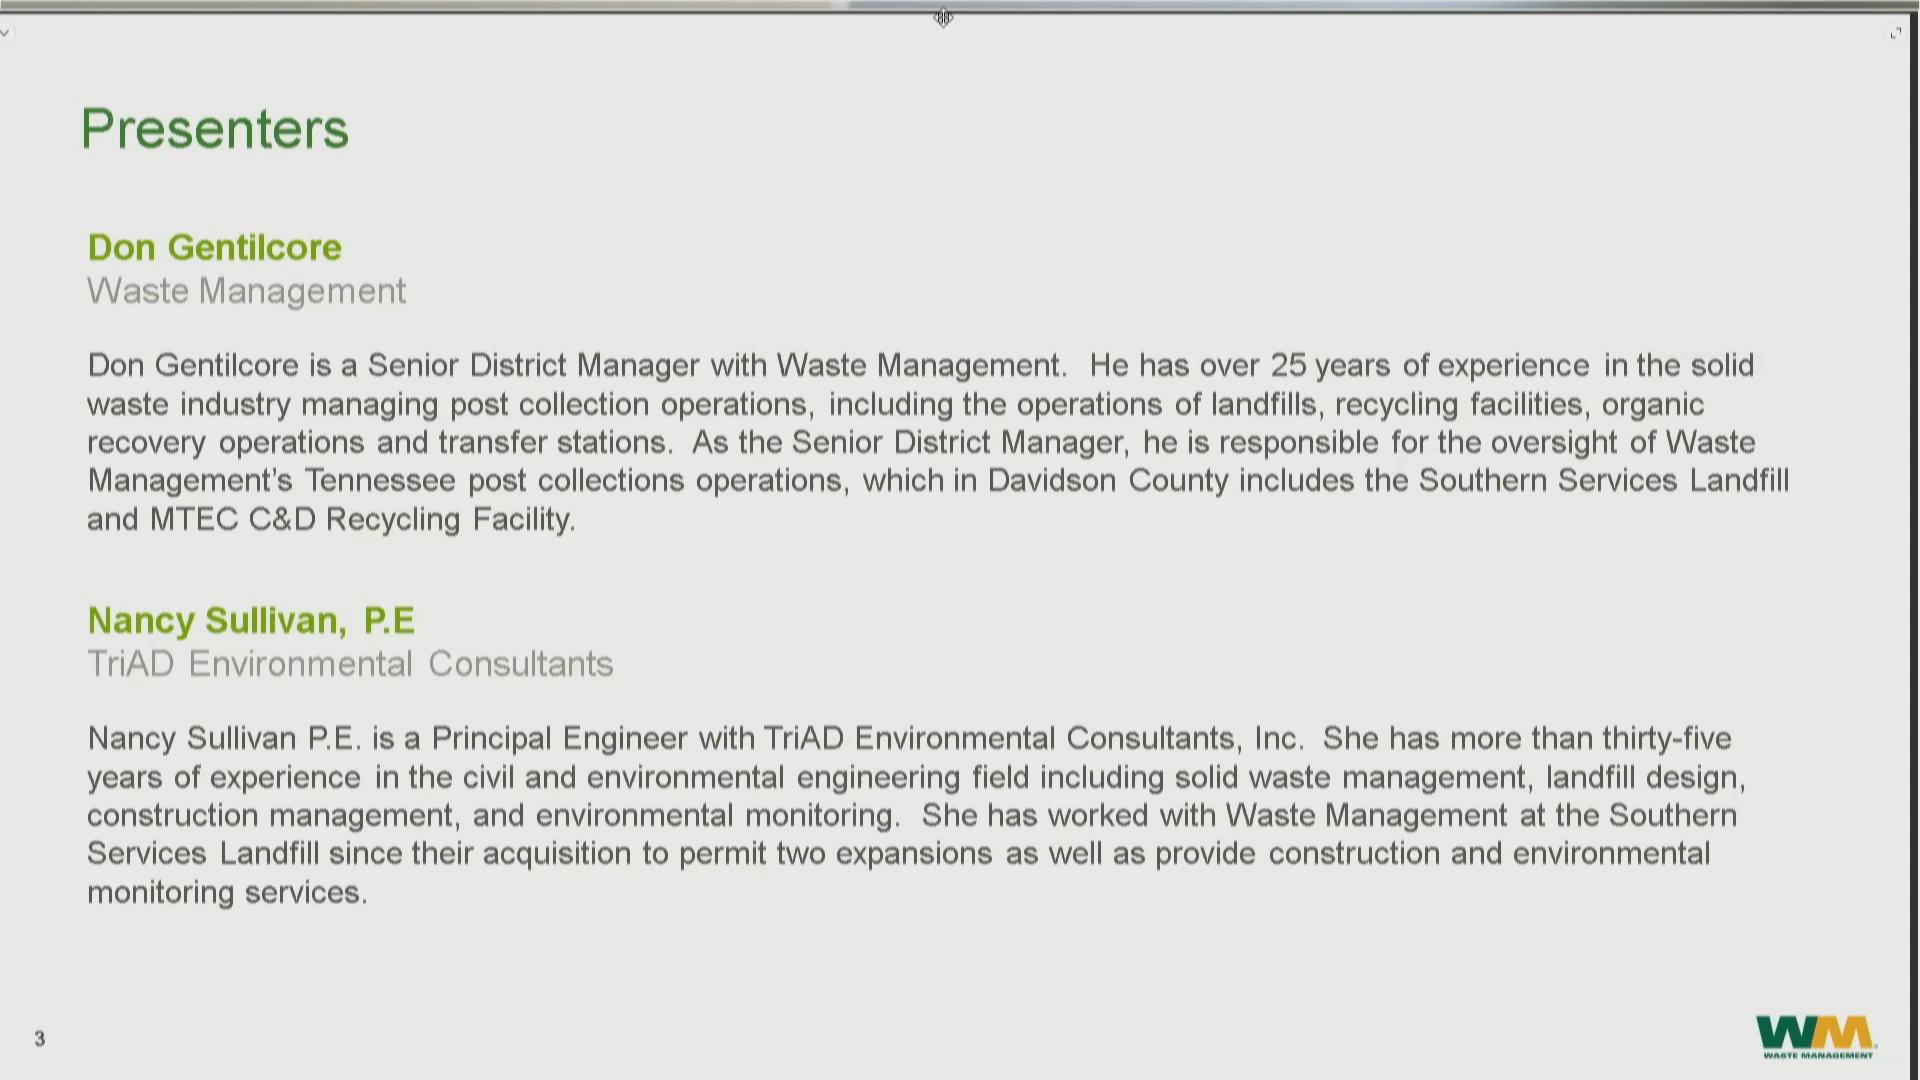 Presenters
Don Gentilcore
Waste Management
Don Gentilcore is a Senior District Manager with Waste Management. He has over 25 years of experience in the solid
waste industry managing post collection operations, including the operations of landfills, recycling facilities, organic
recovery operations and transfer stations. As the Senior District Manager, he is responsible for the oversight of Waste
Management's Tennessee post collections operations, which in Davidson County includes the Southern Services Landfill
and MTEC C&D Recycling Facility.
Nancy Sullivan, P.E
TriAD Environmental Consultants
Nancy Sullivan P.E. is a Principal Engineer with TriAD Environmental Consultants, Inc. She has more than thirty-five
years of experience in the civil and environmental engineering field including solid waste management, landfill design,
construction management, and environmental monitoring. She has worked with Waste Management at the Southern
Services Landfill since their acquisition to permit two expansions as well as provide construction and environmental
monitoring services.
3
WM
WASTE MANAGEMENT